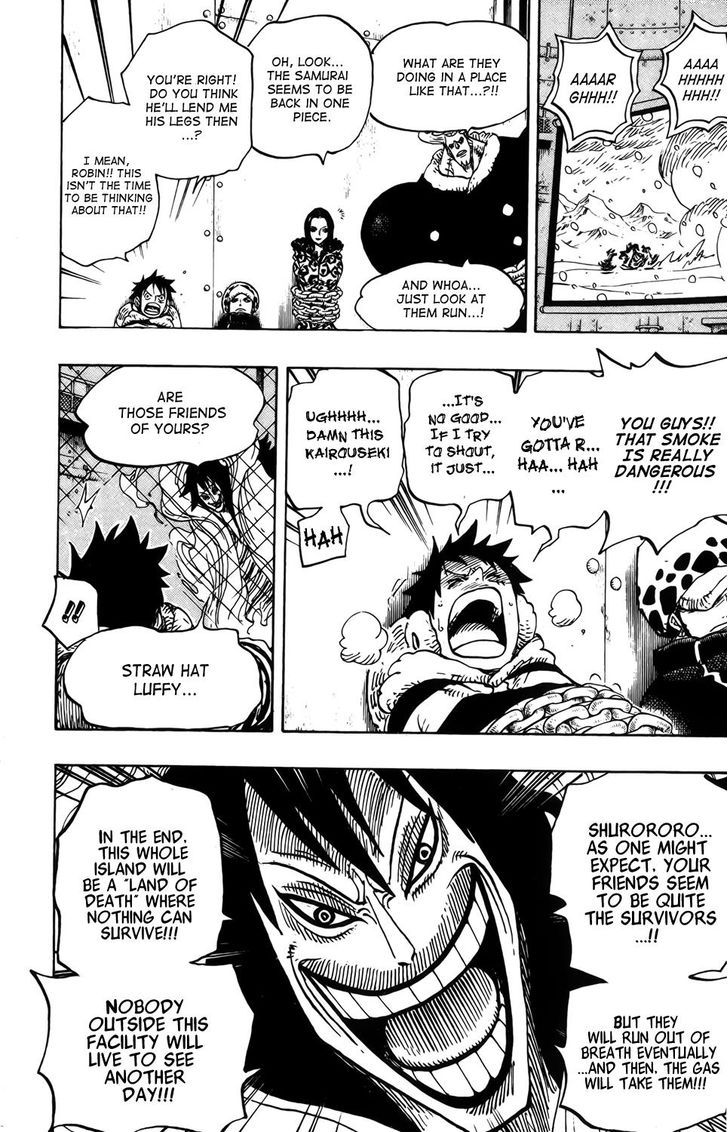 AAAA
HHHHH
HHH!!
AAAAR
GHHH!!
WHAT ARE THEY
DOING IN A PLACE
LIKE THAT...?!!
OH, LOOK...
THE SAMURAI
SEEMS TO BE
BACK IN ONE
PIECE.
YOU'RE RIGHT!
DO YOU THINK
HE'LL LEND ME
HIS LEGS THEN
...?
I MEAN,
ROBIN!! THIS
ISN'T THE TIME
TO BE THINKING
ABOUT THAT!!
AND WHOA...
JUST LOOK AT
THEM RUN...!
YOU GUYS!!
THAT SMOKE
IS REALLY
DANGEROUS
!!!
YOU'VE
GOTTA R...
HAA... HAH
...
...IT'S
NO GOOD...
IF I TRY
TO SHOUT,
IT JUST...
UGHHHH...
DAMN THIS
KAIROUSEKI
...!
HAH
ARE
THOSE FRIENDS
OF YOURS?
!!
STRAW HAT
LUFFY...
SHURORORO...
AS ONE MIGHT
EXPECT, YOUR
FRIENDS SEEM
TO BE QUITE
THE SURVIVORS
...!!
BUT THEY
WILL RUN OUT OF
BREATH EVENTUALLY
...AND THEN, THE GAS
WILL TAKE THEM!!!
IN THE END,
THIS WHOLE
ISLAND WILL
BE A "LAND OF
DEATH" WHERE
NOTHING CAN
SURVIVE!!!
NOBODY
OUTSIDE THIS
FACILITY WILL
LIVE TO SEE
ANOTHER
DAY!!!